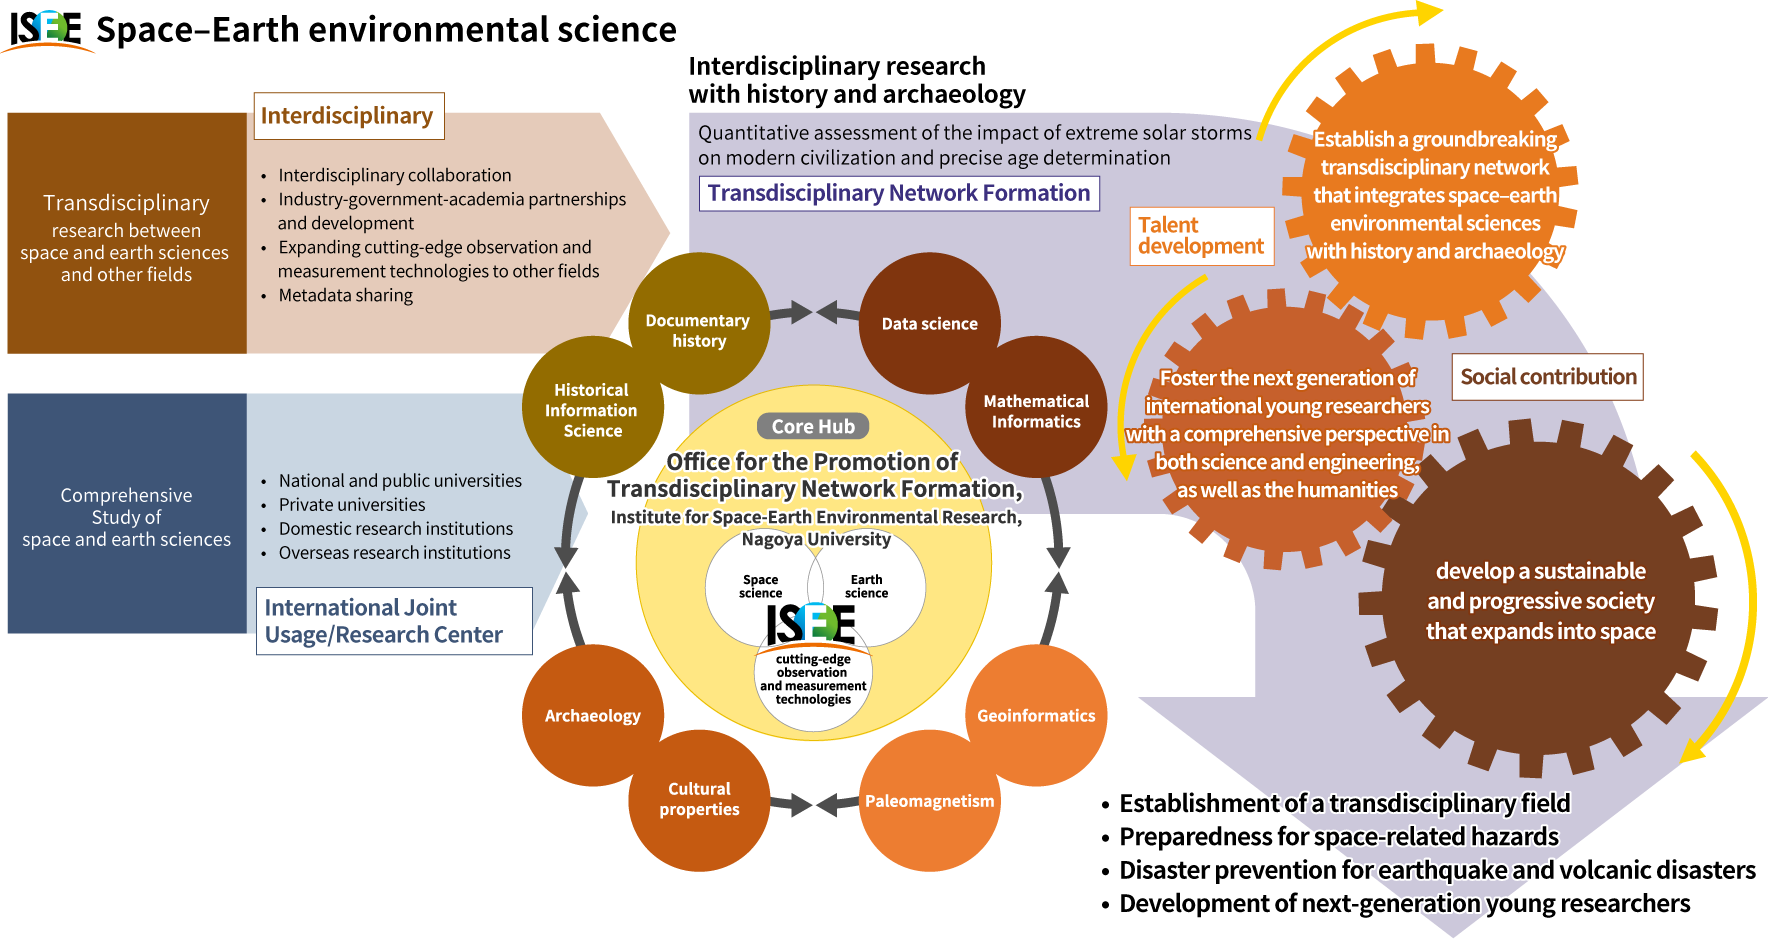 ISEE Space–Earth environmental science
Transdisciplinary
research between
space and earth sciences
and other fields
Interdisciplinary
• Interdisciplinary collaboration
• Industry-government-academia partnerships
and development
• Expanding cutting-edge observation and
measurement technologies to other fields
• Metadata sharing
Comprehensive
Study of
space and earth sciences
• National and public universities
• Private universities
• Domestic research institutions
• Overseas research institutions
International Joint
Usage/Research Center
Interdisciplinary research
with history and archaeology
Quantitative assessment of the impact of extreme solar storms
on modern civilization and precise age determination
Transdisciplinary Network Formation
Documentary
history
Historical
Information
Science
Data science
Mathematical
Informatics
Core Hub
Office for the Promotion of
Transdisciplinary Network Formation,
Institute for Space-Earth Environmental Research,
Nagoya University
Space
science
Earth
science
ISEE
cutting-edge
observation
and measurement
technologies
Archaeology
Cultural
properties
Geoinformatics
Paleomagnetism
Talent
development
Establish a groundbreaking
transdisciplinary network
that integrates space–earth
environmental sciences
with history and archaeology
Foster the next generation of
international young researchers
with a comprehensive perspective in
both science and engineering,
as well as the humanities
Social contribution
develop a sustainable
and progressive society
that expands into space
• Establishment of a transdisciplinary field
• Preparedness for space-related hazards
• Disaster prevention for earthquake and volcanic disasters
• Development of next-generation young researchers